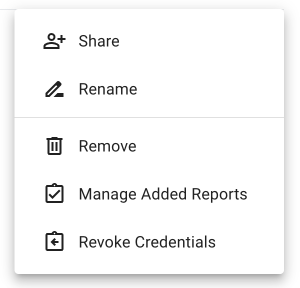 Share
Rename
Remove
Manage Added Reports
Revoke Credentials